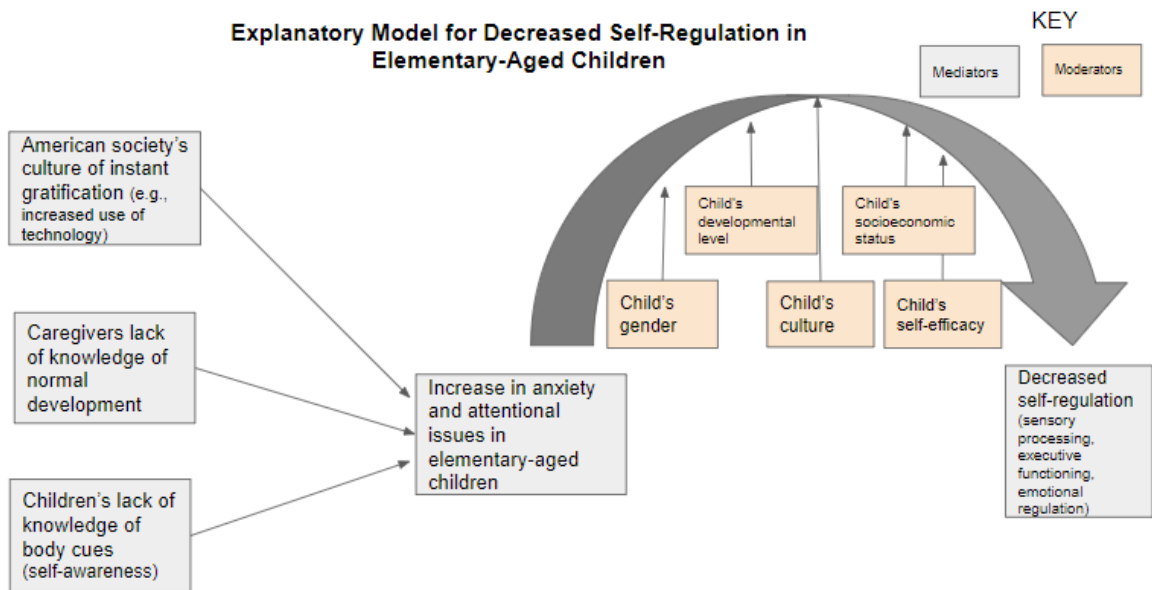 Explanatory Model for Decreased Self-Regulation in
Elementary-Aged Children
KEY
Mediators
Moderators
American society's
culture of instant
gratification (e.g.,
increased use of
technology)
Caregivers lack
of knowledge of
normal
development
Children's lack of
knowledge of
body cues
(self-awareness)
Increase in anxiety
and attentional
issues in
elementary-aged
children
Child's
gender
Child's
developmental
level
Child's
culture
Child's
socioeconomic
status
Child's
self-efficacy
Decreased
self-regulation
(sensory
processing,
executive
functioning,
emotional
regulation)